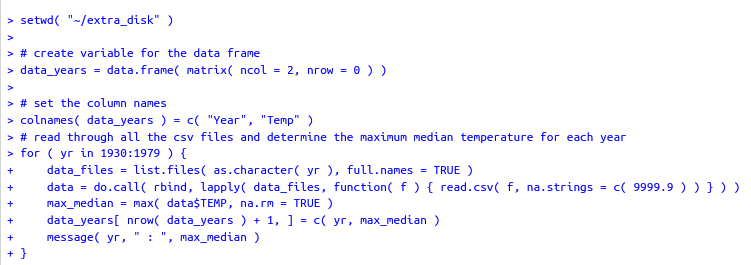 > setwd( "~/extra_disk" )
>
> # create variable for the data frame
> data_years = data.frame( matrix( ncol = 2, nrow = 0 ) )
>
> # set the column names
> colnames( data_years ) = c( "Year", "Temp" )
> # read through all the csv files and determine the maximum median temperature for each year
> for ( yr in 1930:1979 ) {
+     data_files = list.files( as.character( yr ), full.names = TRUE )
+     data = do.call( rbind, lapply( data_files, function( f ) { read.csv( f, na.strings = c( 9999.9 ) ) } ) )
+     max_median = max( data$TEMP, na.rm = TRUE )
+     data_years[ nrow( data_years ) + 1, ] = c( yr, max_median )
+     message( yr, " : ", max_median )
+ }